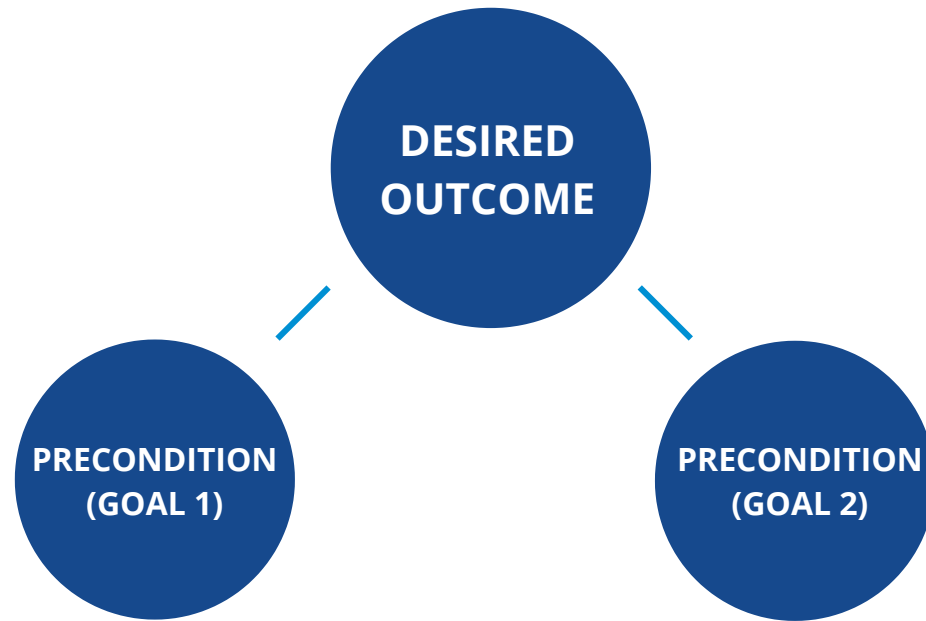 DESIRED
OUTCOME
PRECONDITION
(GOAL 1)
PRECONDITION
(GOAL 2)